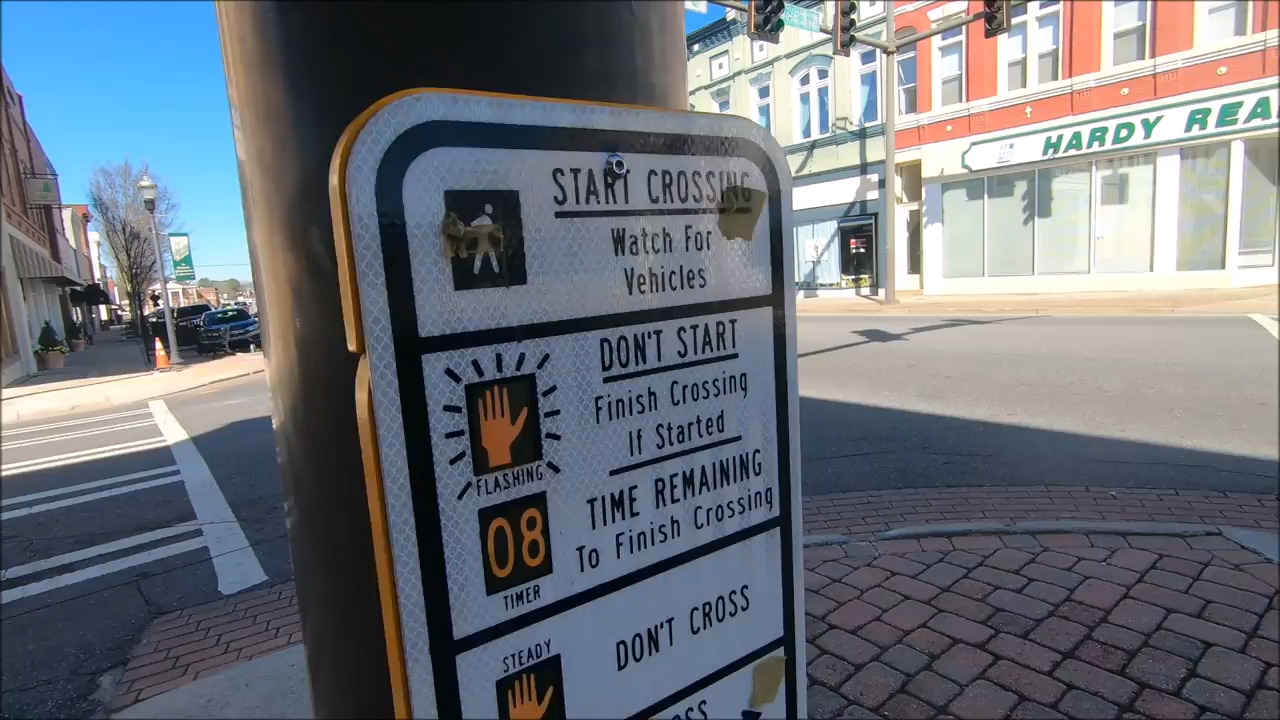 START CROSSING
Watch For
Vehicles
DON'T START
Finish Crossing
If Started
FLASHING
TIME REMAINING
To Finish Crossing
08
TIMER
STEADY
DON'T CROSS
HARDY REA